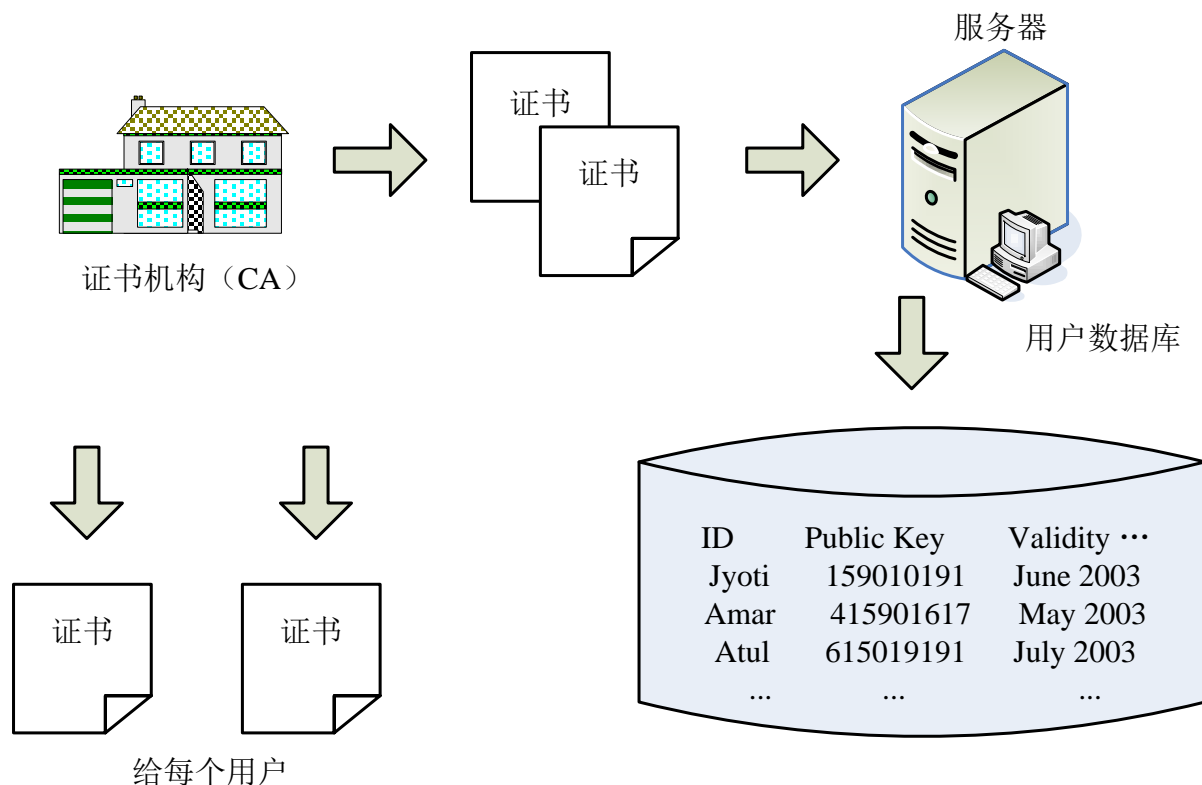 服务器
证书
证书
证书机构（CA）
用户数据库
ID Public Key Validity …
Jyoti 159010191 June 2003
Amar 415901617 May 2003
Atul 615019191 July 2003
... ... ...
证书
证书
给每个用户